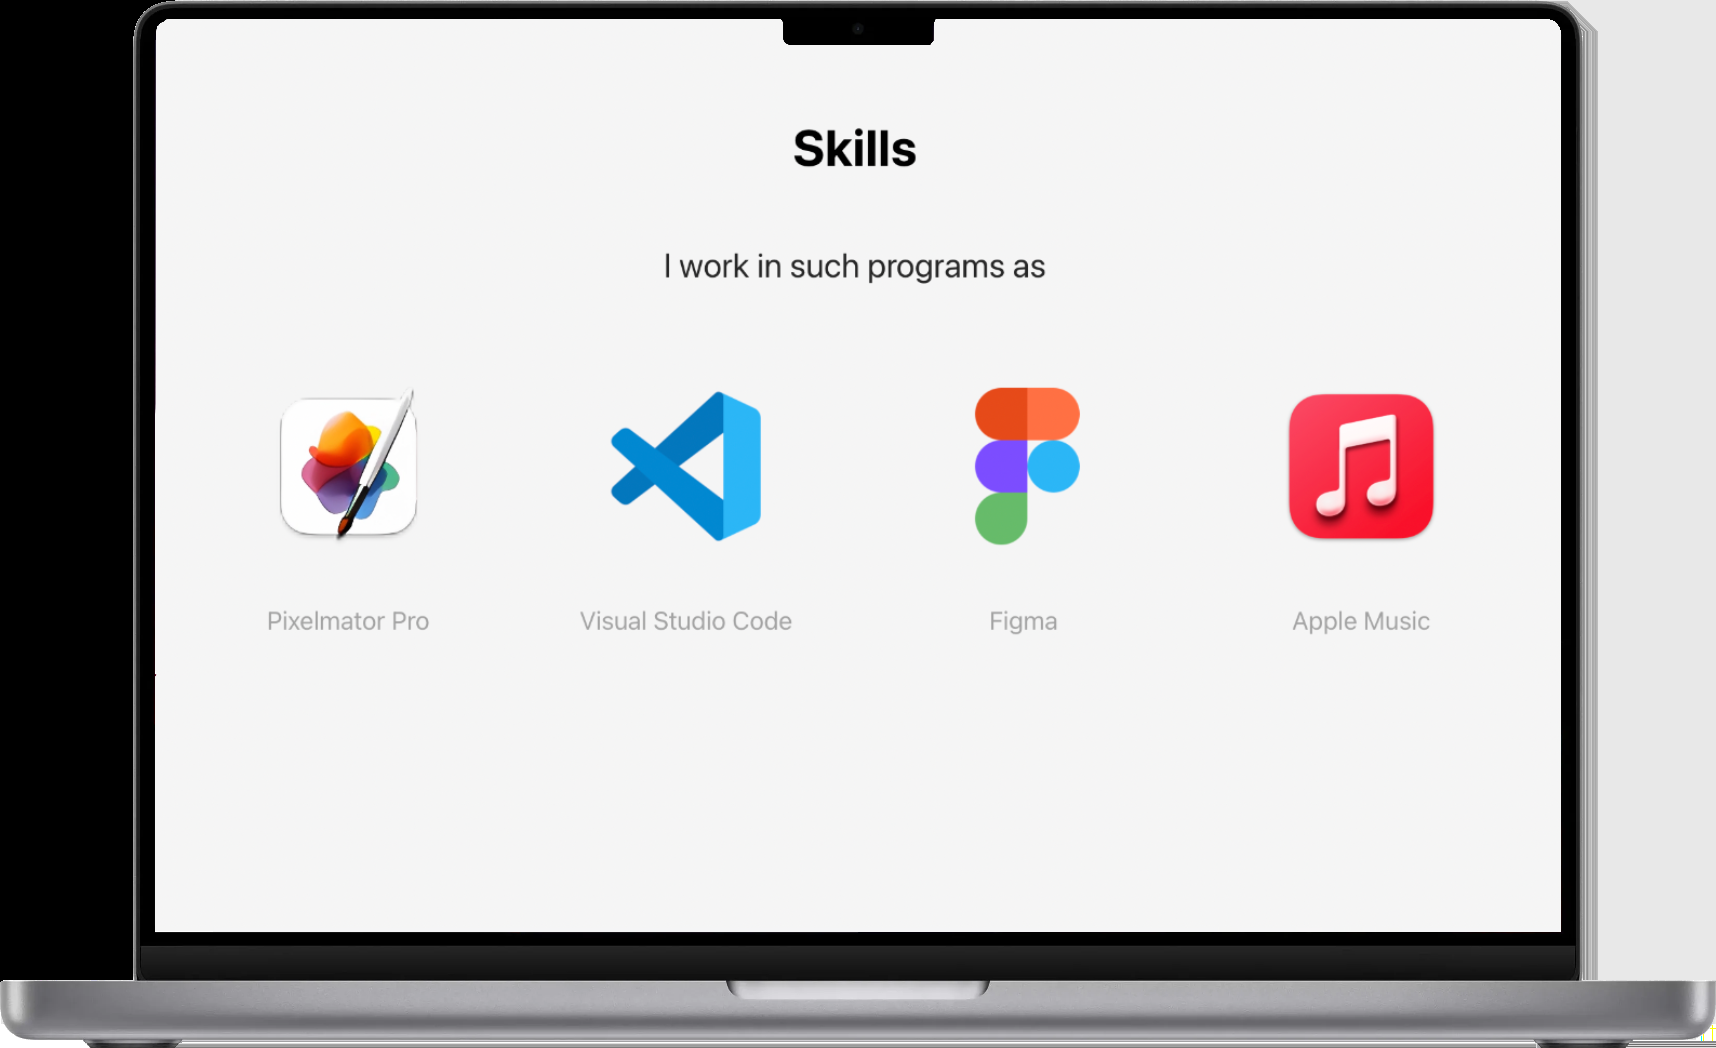 Skills
I work in such programs as
Pixelmator Pro
Visual Studio Code
Figma
Apple Music